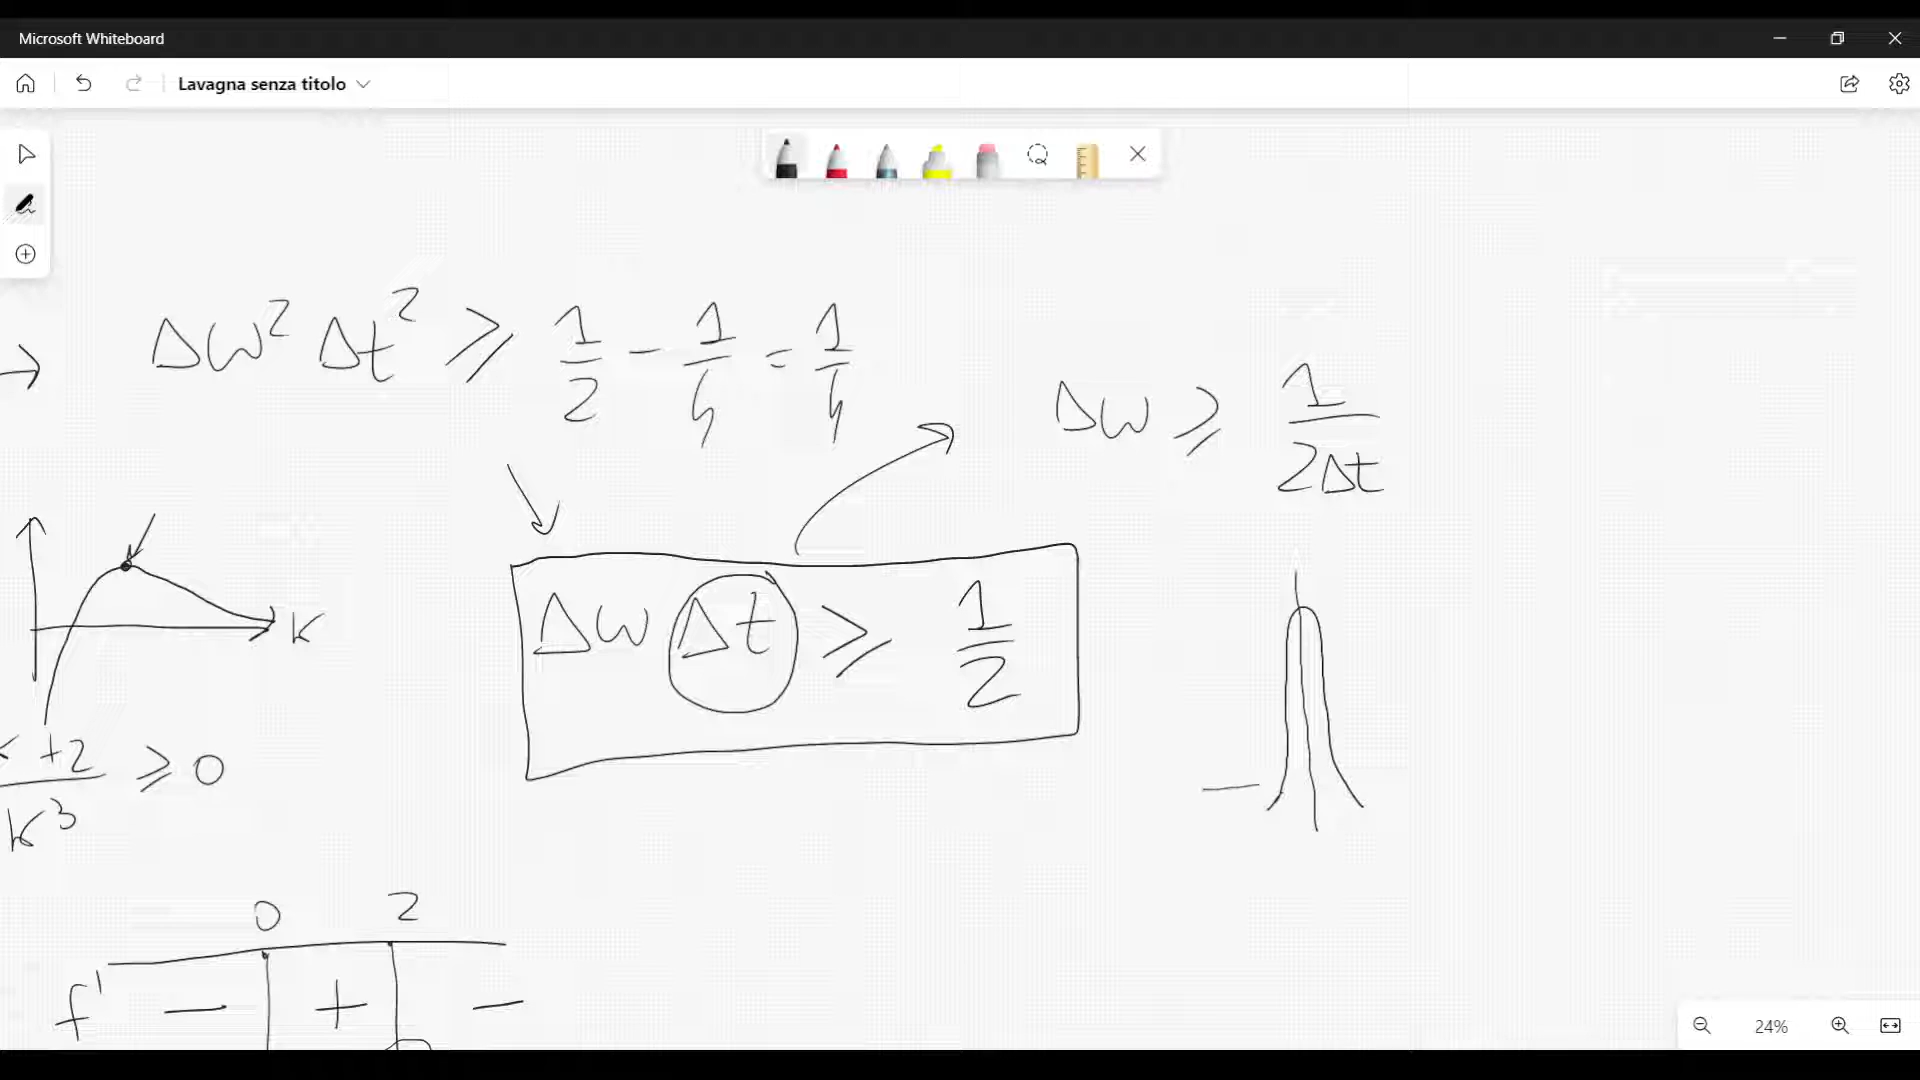 Microsoft Whiteboard
Lavagna senza titolo
→ Δω² Δt² ⩾ 1/2 - 1/4 = 1/4
Δω ⩾ 1/2Δt
K
Δω Δt ⩾ 1/2
+2 / K³ ⩾ 0
0 2
f' - + -
24%